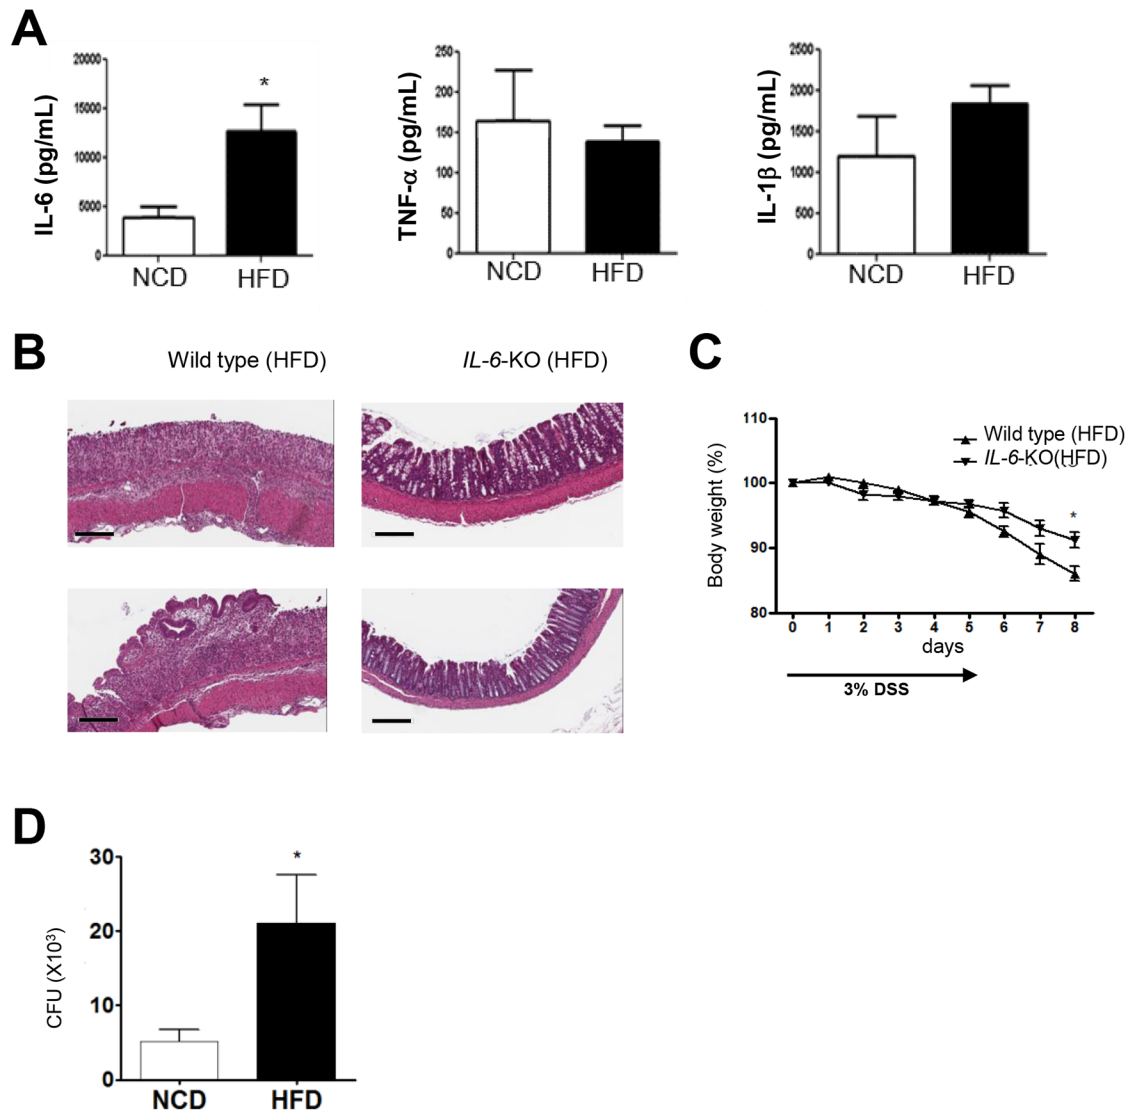 A
IL-6 (pg/mL)
20000
15000
10000
5000
0
*
NCD
HFD
TNF-α (pg/mL)
250
200
150
100
50
0
NCD
HFD
IL-1β (pg/mL)
2500
2000
1500
1000
500
0
NCD
HFD
B
Wild type (HFD)
IL-6-KO (HFD)
C
Body weight (%)
110
100
90
80
Wild type (HFD)
IL-6-KO(HFD)
*
0 1 2 3 4 5 6 7 8
days
3% DSS
D
CFU (X10³)
30
20
10
0
*
NCD
HFD